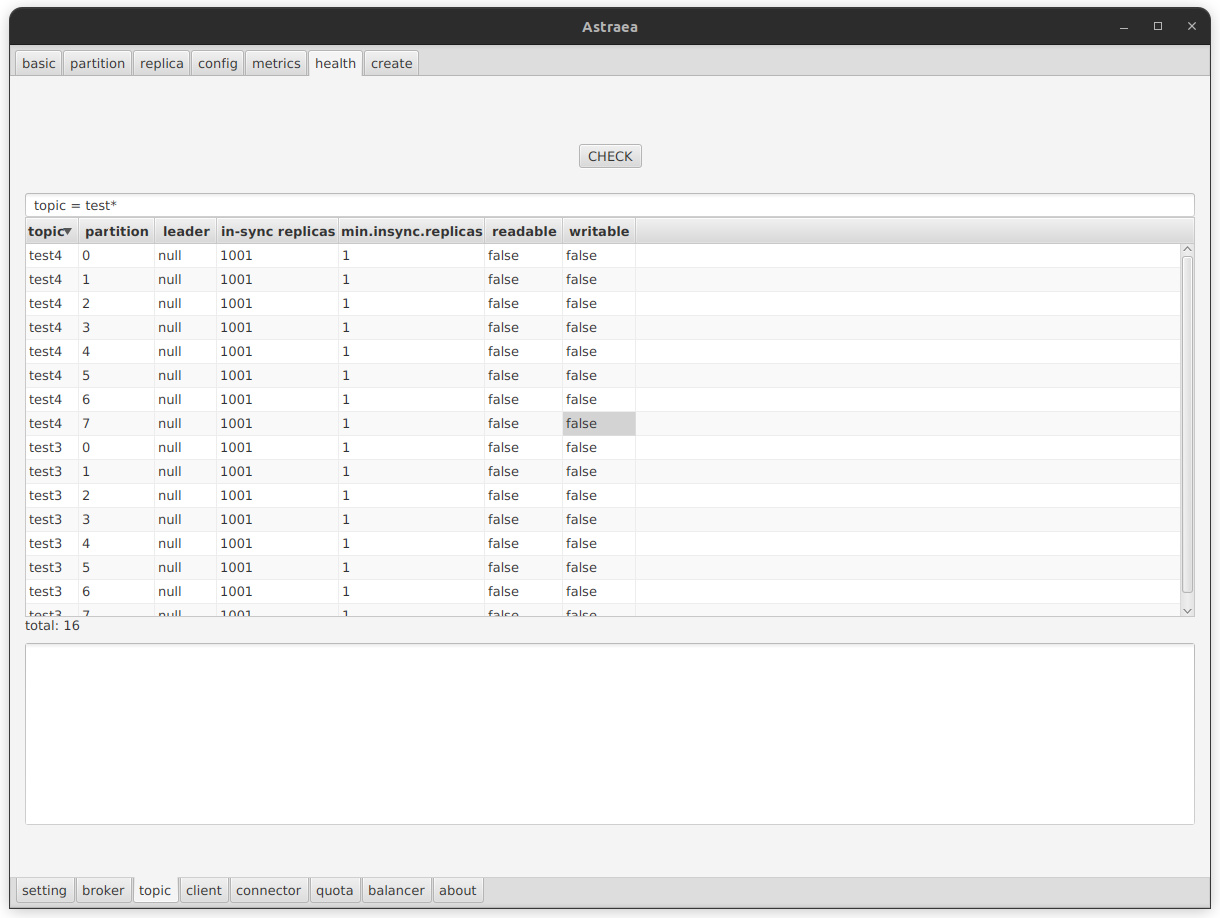 Astraea
basic partition replica config metrics health create
CHECK
topic = test*
topic partition leader in-sync replicas min.insync.replicas readable writable
test4 0 null 1001 1 false false
test4 1 null 1001 1 false false
test4 2 null 1001 1 false false
test4 3 null 1001 1 false false
test4 4 null 1001 1 false false
test4 5 null 1001 1 false false
test4 6 null 1001 1 false false
test4 7 null 1001 1 false false
test3 0 null 1001 1 false false
test3 1 null 1001 1 false false
test3 2 null 1001 1 false false
test3 3 null 1001 1 false false
test3 4 null 1001 1 false false
test3 5 null 1001 1 false false
test3 6 null 1001 1 false false
test3 7 null 1001 1 false false
total: 16
setting broker topic client connector quota balancer about